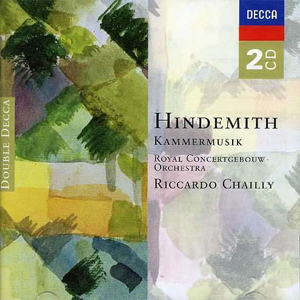 DECCA
2CD
HINDEMITH
KAMMERMUSIK
ROYAL CONCERTGEBOUW-
ORCHESTRA
RICCARDO CHAILLY
DOUBLE DECCA